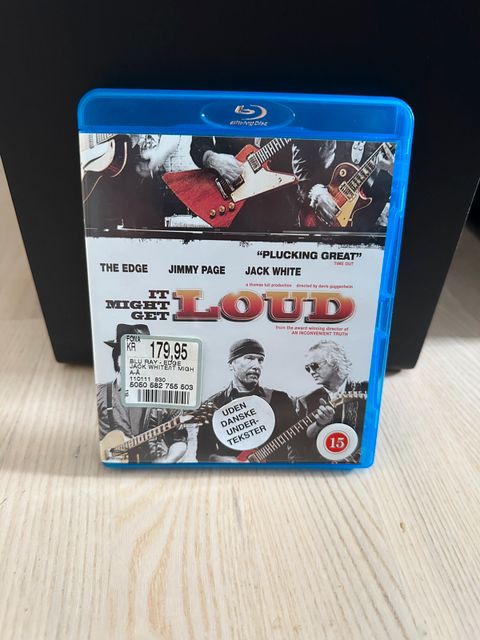 Blu-ray Disc
"PLUCKING GREAT"
TIME OUT
THE EDGE JIMMY PAGE JACK WHITE
a thomas tull production directed by davis guggenheim
IT
MIGHT
GET
LOUD
from the award winning director of
AN INCONVENIENT TRUTH
FONA
KR 179,95
BLU RAY - EDGE
JACK WHITE/IT MIGH
A-A
110111 830
5050 582 755 503
UDEN
DANSKE
UNDER-
TEKSTER
15